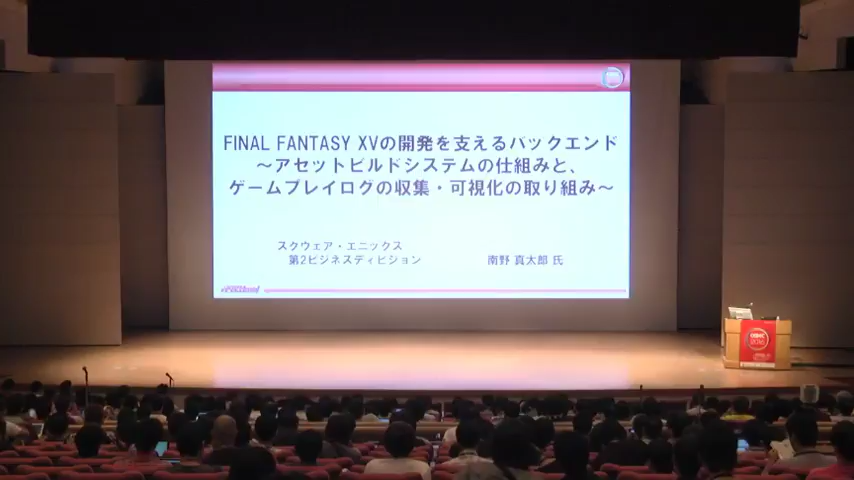 FINAL FANTASY XVの開発を支えるバックエンド
～アセットビルドシステムの仕組みと、
ゲームプレイログの収集・可視化の取り組み～
スクウェア・エニックス
第2ビジネスディビジョン
南野 真太郎 氏